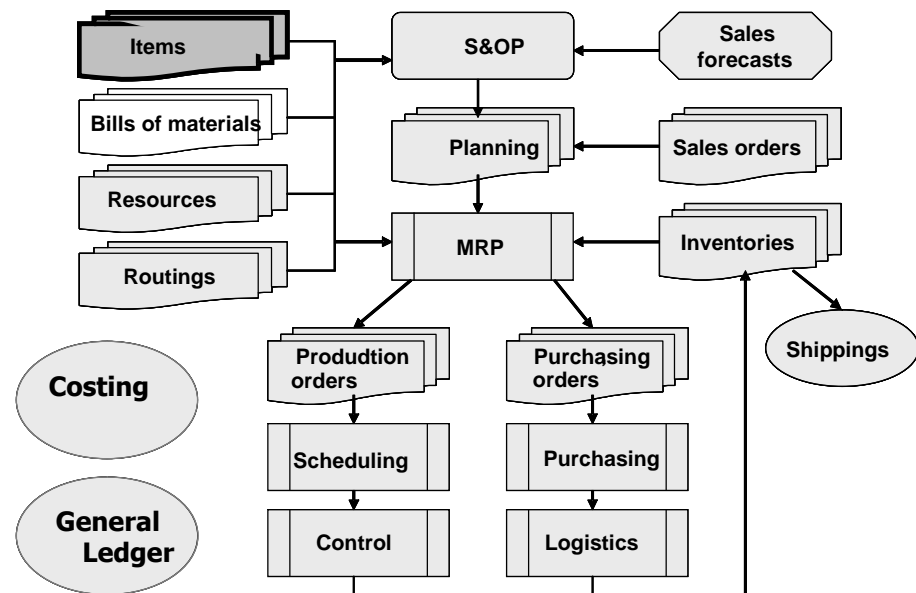 Items
S&OP
Sales
forecasts
Bills of materials
Planning
Sales orders
Resources
Routings
MRP
Inventories
Shippings
Produdtion
orders
Purchasing
orders
Costing
Scheduling
Purchasing
General
Ledger
Control
Logistics